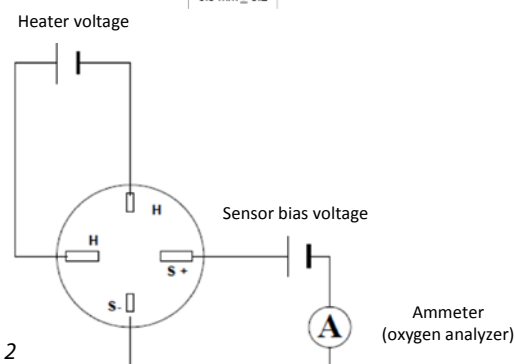 Heater voltage
H
Sensor bias voltage
H
S +
S-
A
Ammeter
(oxygen analyzer)
2